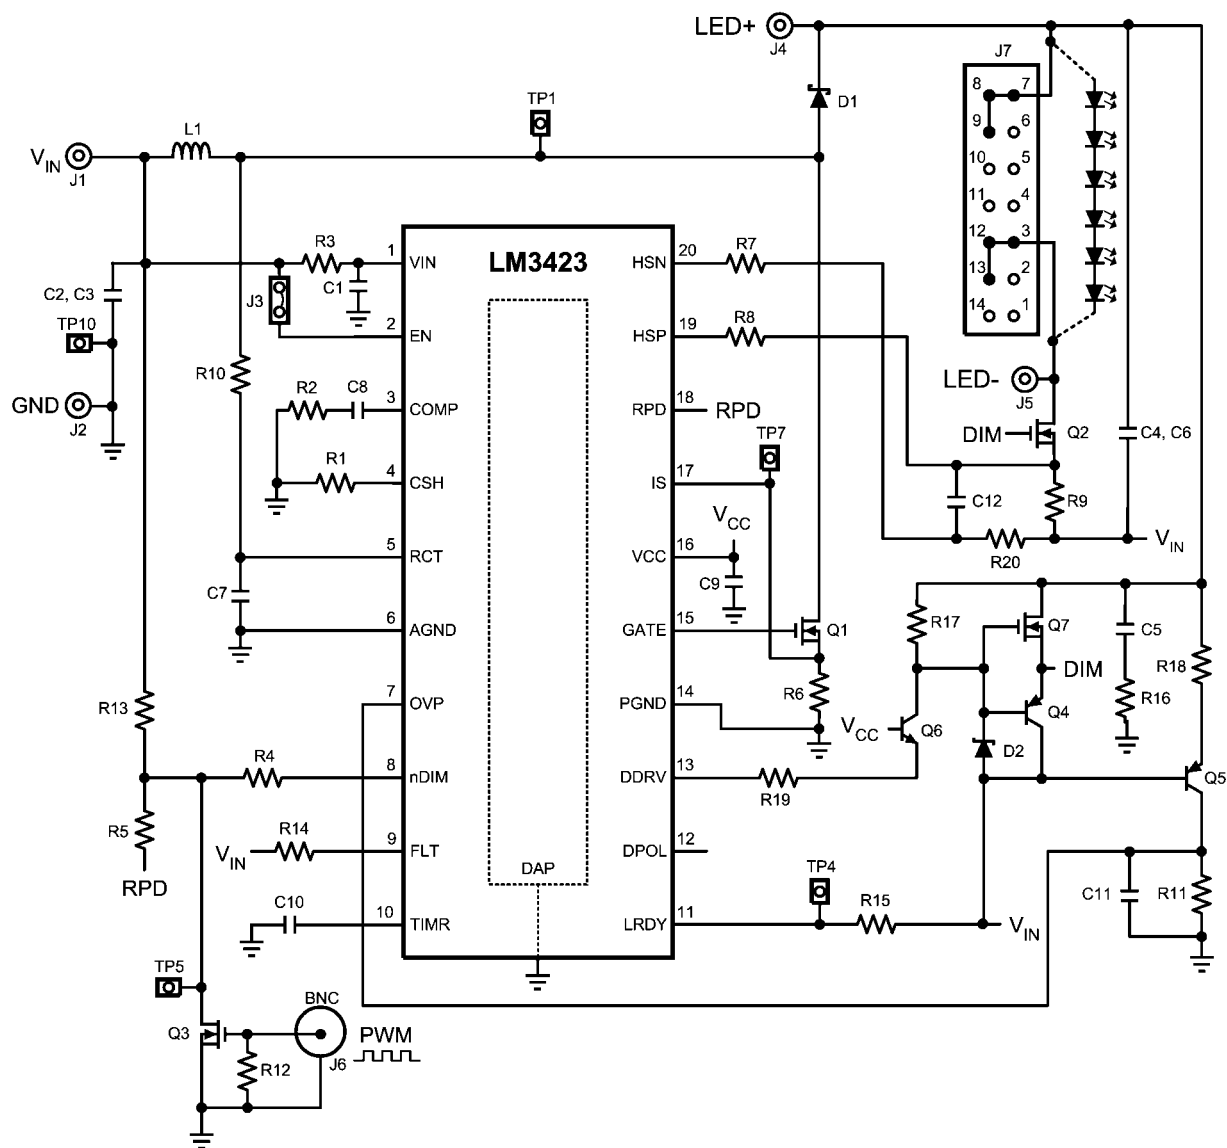 LED+
J4
J7
8 7
9 6
10 5
11 4
12 3
13 2
14 1
D1
TP1
L1
VIN
J1
LM3423
R3
1 VIN
C1
C2, C3
J3
TP10
2 EN
R10
GND
J2
R2 C8
3 COMP
R1
4 CSH
5 RCT
C7
6 AGND
7 OVP
R13
R4
8 nDIM
R5
R14
VIN
9 FLT
RPD
DAP
C10
10 TIMR
HSN 20
R7
HSP 19
R8
RPD 18
RPD
TP7
IS 17
VCC
VCC 16
C9
GATE 15
Q1
R6
PGND 14
DDRV 13
R19
DPOL 12
TP4
LRDY 11
R15
VIN
LED-
J5
DIM
Q2
C4, C6
C12
R9
R20
VIN
R17
Q7
C5
DIM
R18
R16
VCC
Q6
Q4
D2
Q5
C11
R11
TP5
BNC
Q3
PWM
R12
J6